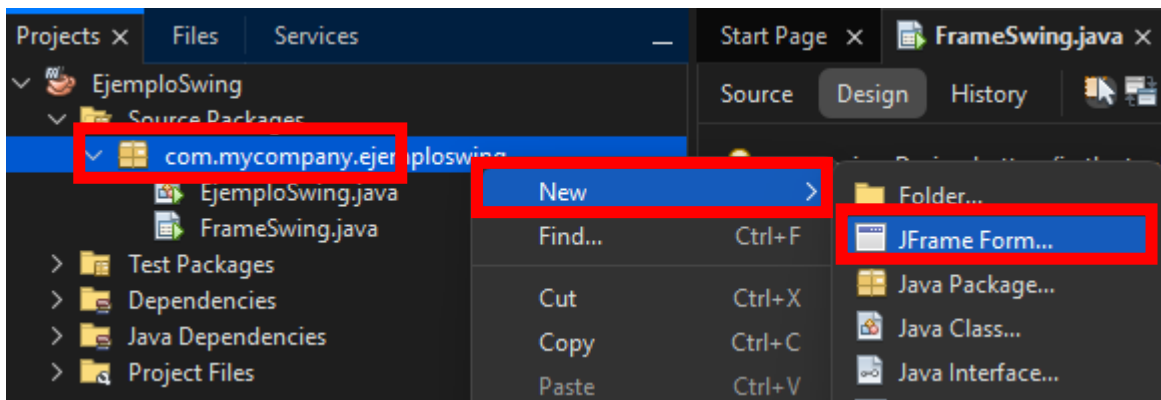 Projects × Files Services
Start Page × FrameSwing.java ×
EjemploSwing
Source Design History
Source Packages
com.mycompany.ejemploswing
EjemploSwing.java
FrameSwing.java
Test Packages
Dependencies
Java Dependencies
Project Files
New
Find... Ctrl+F
Cut Ctrl+X
Copy Ctrl+C
Paste Ctrl+V
Folder...
JFrame Form...
Java Package...
Java Class...
Java Interface...